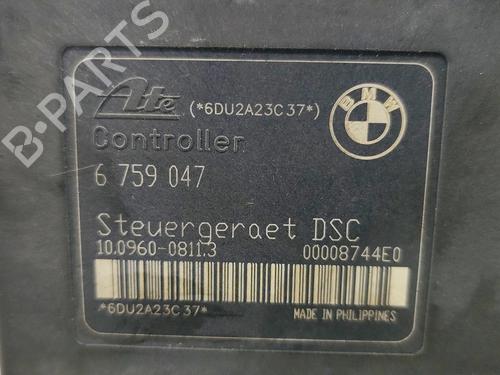 Ate (*6DU2A23C37*)
BMW
Controller
6 759 047
Steuergeraet DSC
10.0960-0811.3 00008744E0
*6DU2A23C37*
MADE IN PHILIPPINES
B-PARTS